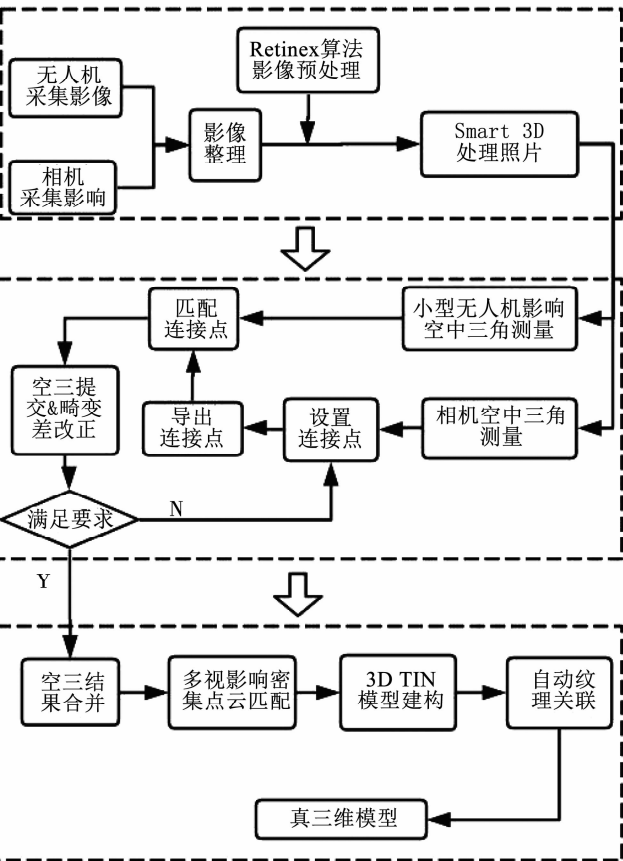 Retinex算法
影像预处理
无人机
采集影像
影像
整理
Smart 3D
处理照片
相机
采集影响
匹配
连接点
小型无人机影响
空中三角测量
空三提
交&畸变
差改正
导出
连接点
设置
连接点
相机空中三角
测量
满足要求
N
Y
空三结
果合并
多视影响密
集点云匹配
3D TIN
模型建构
自动纹
理关联
真三维模型